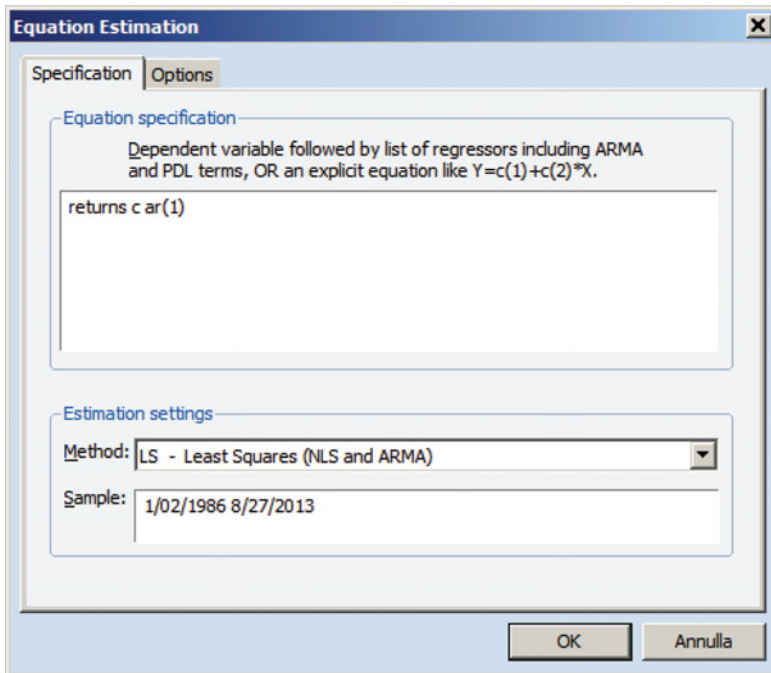 Equation Estimation
Specification Options
Equation specification
Dependent variable followed by list of regressors including ARMA
and PDL terms, OR an explicit equation like Y=c(1)+c(2)*X.
returns c ar(1)
Estimation settings
Method: LS - Least Squares (NLS and ARMA)
Sample: 1/02/1986 8/27/2013
OK Annulla